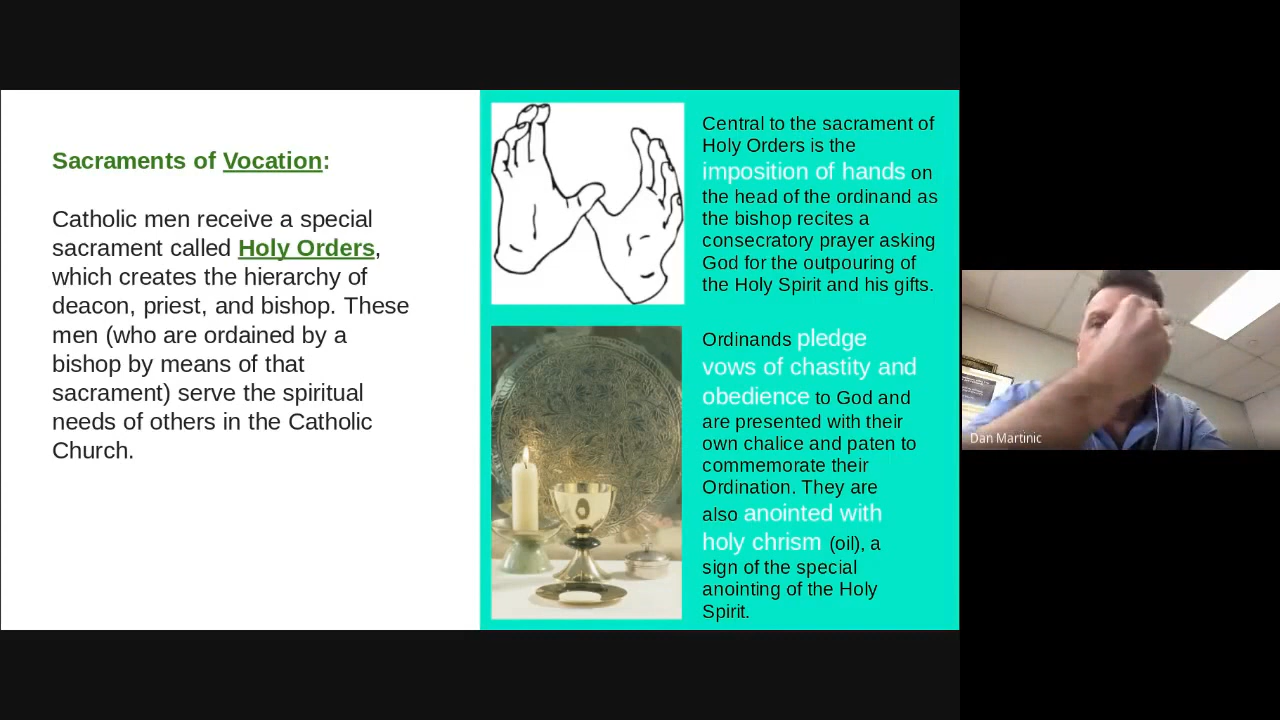 Sacraments of Vocation:
Catholic men receive a special
sacrament called Holy Orders,
which creates the hierarchy of
deacon, priest, and bishop. These
men (who are ordained by a
bishop by means of that
sacrament) serve the spiritual
needs of others in the Catholic
Church.
Central to the sacrament of
Holy Orders is the
imposition of hands on
the head of the ordinand as
the bishop recites a
consecratory prayer asking
God for the outpouring of
the Holy Spirit and his gifts.
Ordinands pledge
vows of chastity and
obedience to God and
are presented with their
own chalice and paten to
commemorate their
Ordination. They are
also anointed with
holy chrism (oil), a
sign of the special
anointing of the Holy
Spirit.
Dan Martinic